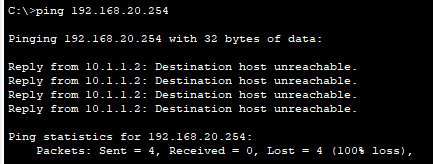 C:\>ping 192.168.20.254
Pinging 192.168.20.254 with 32 bytes of data:
Reply from 10.1.1.2: Destination host unreachable.
Reply from 10.1.1.2: Destination host unreachable.
Reply from 10.1.1.2: Destination host unreachable.
Reply from 10.1.1.2: Destination host unreachable.
Ping statistics for 192.168.20.254:
Packets: Sent = 4, Received = 0, Lost = 4 (100% loss),